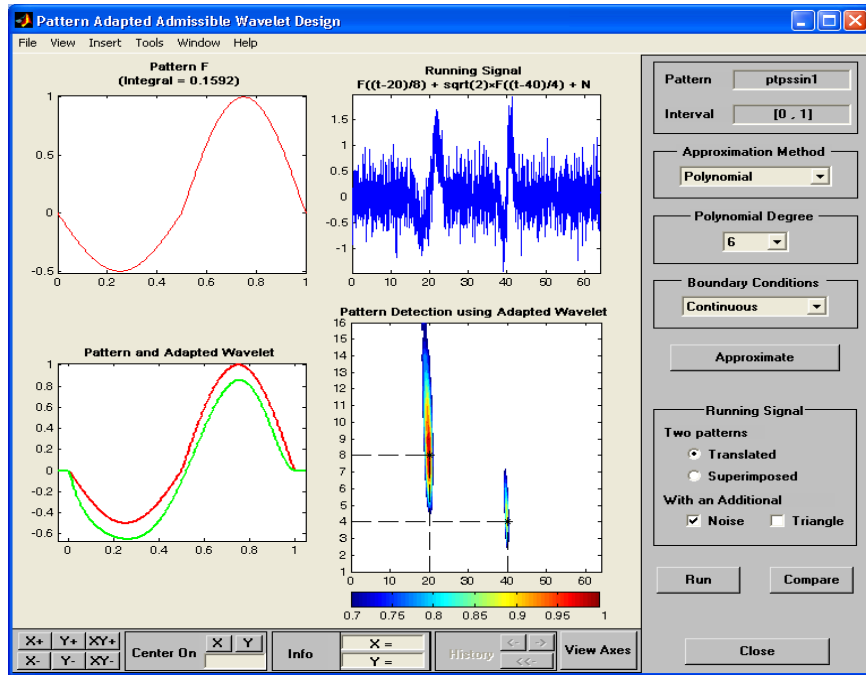 Pattern Adapted Admissible Wavelet Design
File View Insert Tools Window Help
Pattern F
(Integral = 0.1592)
1
0.5
0
-0.5
0 0.2 0.4 0.6 0.8 1
Running Signal
F((t-20)/8) + sqrt(2)×F((t-40)/4) + N
1.5
1
0.5
0
-0.5
-1
0 10 20 30 40 50 60
Pattern and Adapted Wavelet
1
0.8
0.6
0.4
0.2
0
-0.2
-0.4
-0.6
0 0.2 0.4 0.6 0.8 1
Pattern Detection using Adapted Wavelet
16
15
14
13
12
11
10
9
8
7
6
5
4
3
2
1
0 10 20 30 40 50 60
0.7 0.75 0.8 0.85 0.9 0.95 1
Pattern ptpssin1
Interval [0 , 1]
Approximation Method
Polynomial
Polynomial Degree
6
Boundary Conditions
Continuous
Approximate
Running Signal
Two patterns
Translated
Superimposed
With an Additional
Noise Triangle
Run Compare
Close
X+ Y+ XY+
X- Y- XY-
Center On X Y
Info X =
Y =
History <- ->
<<-
View Axes